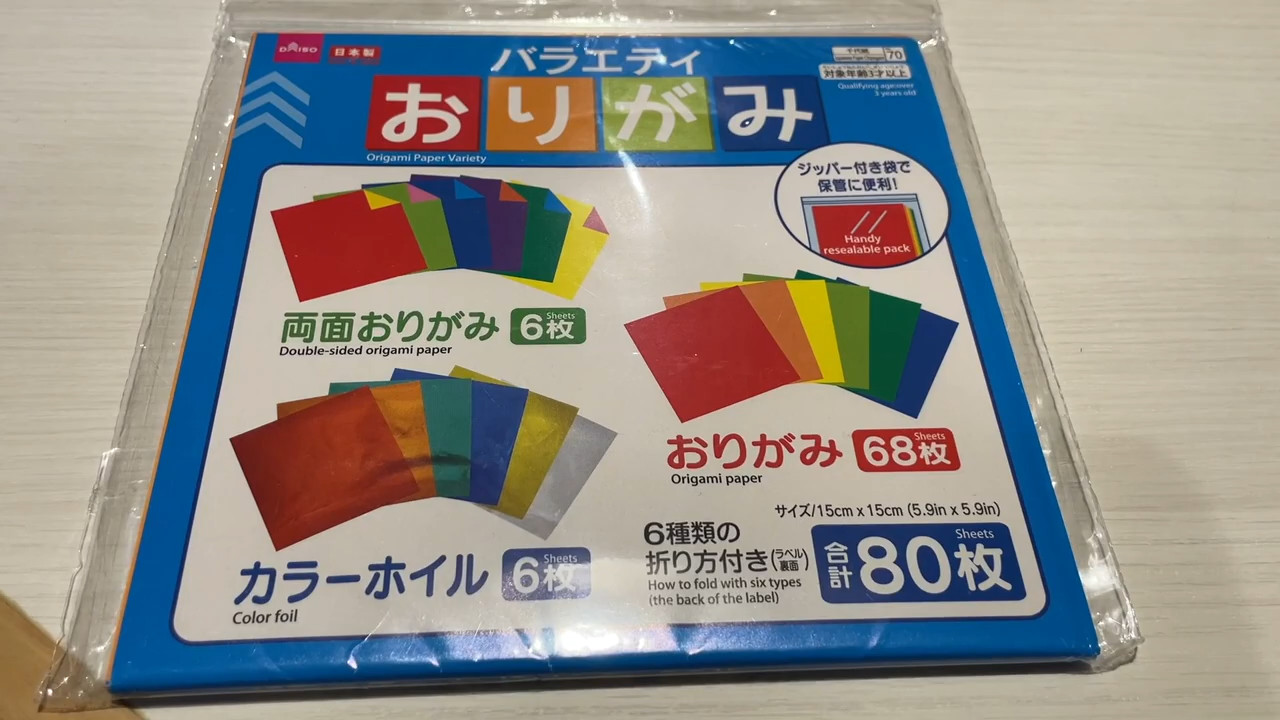 DAISO
日本製
バラエティ
おりがみ
Origami Paper Variety
千代紙
70
対象年齢3才以上
Qualifying age:over
3 years old
ジッパー付き袋で
保管に便利!
Handy
resealable pack
両面おりがみ 6枚
Sheets
Double-sided origami paper
おりがみ 68枚
Sheets
Origami paper
カラーホイル 6枚
Sheets
Color foil
サイズ/15cm x 15cm (5.9in x 5.9in)
6種類の
折り方付き(ラベル裏面)
How to fold with six types
(the back of the label)
合計80枚
Sheets